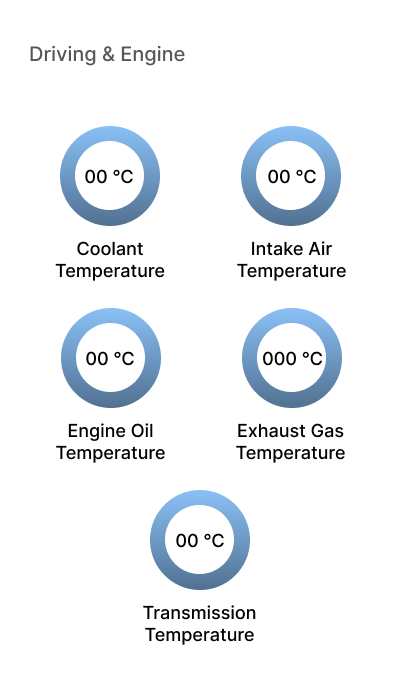 Driving & Engine
00 °C
00 °C
Coolant
Temperature
Intake Air
Temperature
00 °C
000 °C
Engine Oil
Temperature
Exhaust Gas
Temperature
00 °C
Transmission
Temperature